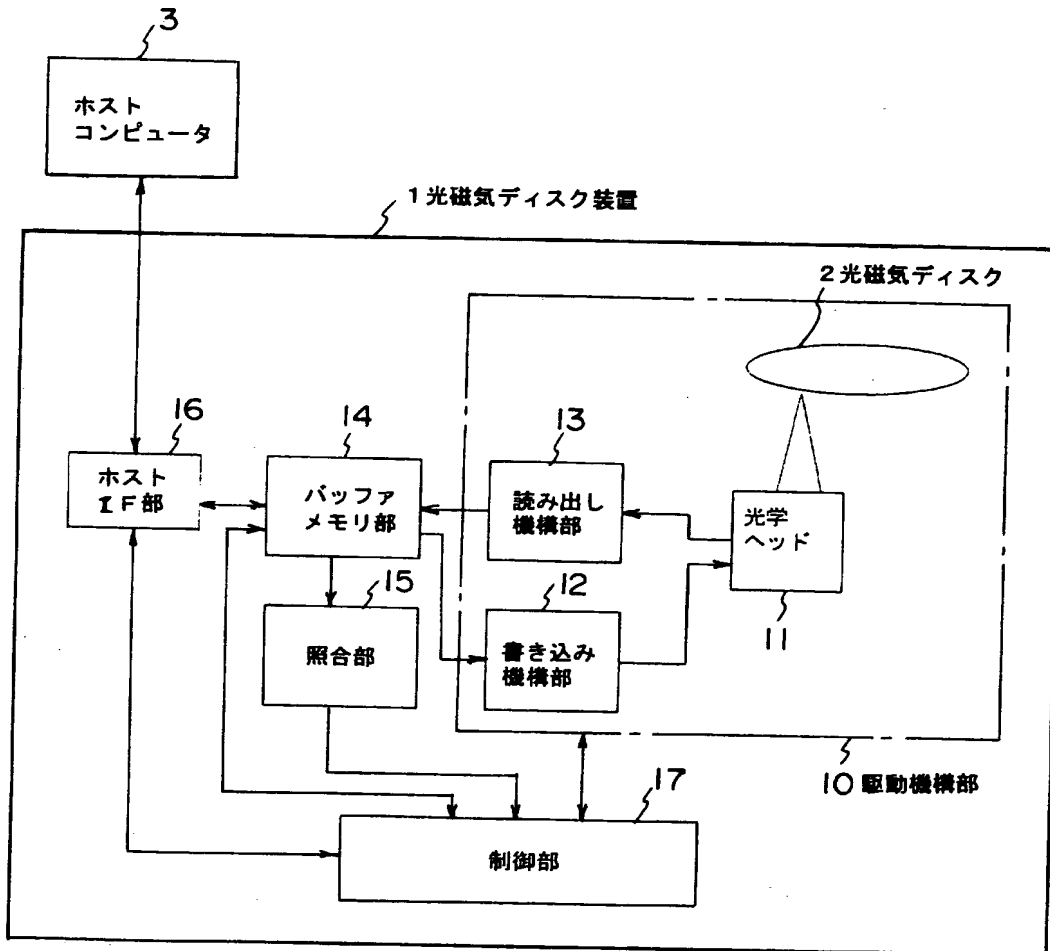 3
ホスト
コンピュータ
1光磁気ディスク装置
2光磁気ディスク
16
ホスト
IF部
14
バッファ
メモリ部
13
読み出し
機構部
光学
ヘッド
11
15
照合部
12
書き込み
機構部
10駆動機構部
17
制御部